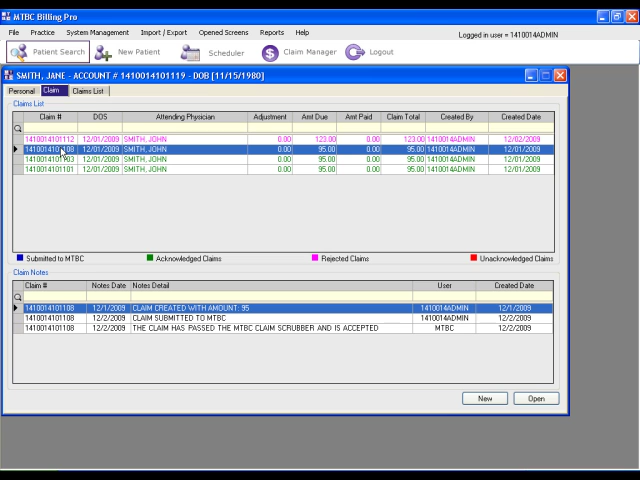 MTBC Billing Pro
File Practice System Management Import / Export Opened Screens Reports Help Logged in user = 1410014ADMIN
Patient Search New Patient Scheduler Claim Manager Logout
SMITH, JANE - ACCOUNT # 1410014101119 - DOB [11/15/1980]
Personal Claim Claims List
Claims List
Claim # DOS Attending Physician Adjustment Amt Due Amt Paid Claim Total Created By Created Date
1410014101112 12/01/2009 SMITH, JOHN 0.00 123.00 0.00 123.00 1410014ADMIN 12/02/2009
1410014101108 12/01/2009 SMITH, JOHN 0.00 95.00 0.00 95.00 1410014ADMIN 12/01/2009
1410014101103 12/01/2009 SMITH, JOHN 0.00 95.00 0.00 95.00 1410014ADMIN 12/01/2009
1410014101101 12/01/2009 SMITH, JOHN 0.00 95.00 0.00 95.00 1410014ADMIN 12/01/2009
Submitted to MTBC Acknowledged Claims Rejected Claims Unacknowledged Claims
Claim Notes
Claim # Notes Date Notes Detail User Created Date
1410014101108 12/1/2009 CLAIM CREATED WITH AMOUNT: 95 1410014ADMIN 12/1/2009
1410014101108 12/2/2009 CLAIM SUBMITTED TO MTBC 1410014ADMIN 12/2/2009
1410014101108 12/2/2009 THE CLAIM HAS PASSED THE MTBC CLAIM SCRUBBER AND IS ACCEPTED MTBC 12/2/2009
New Open